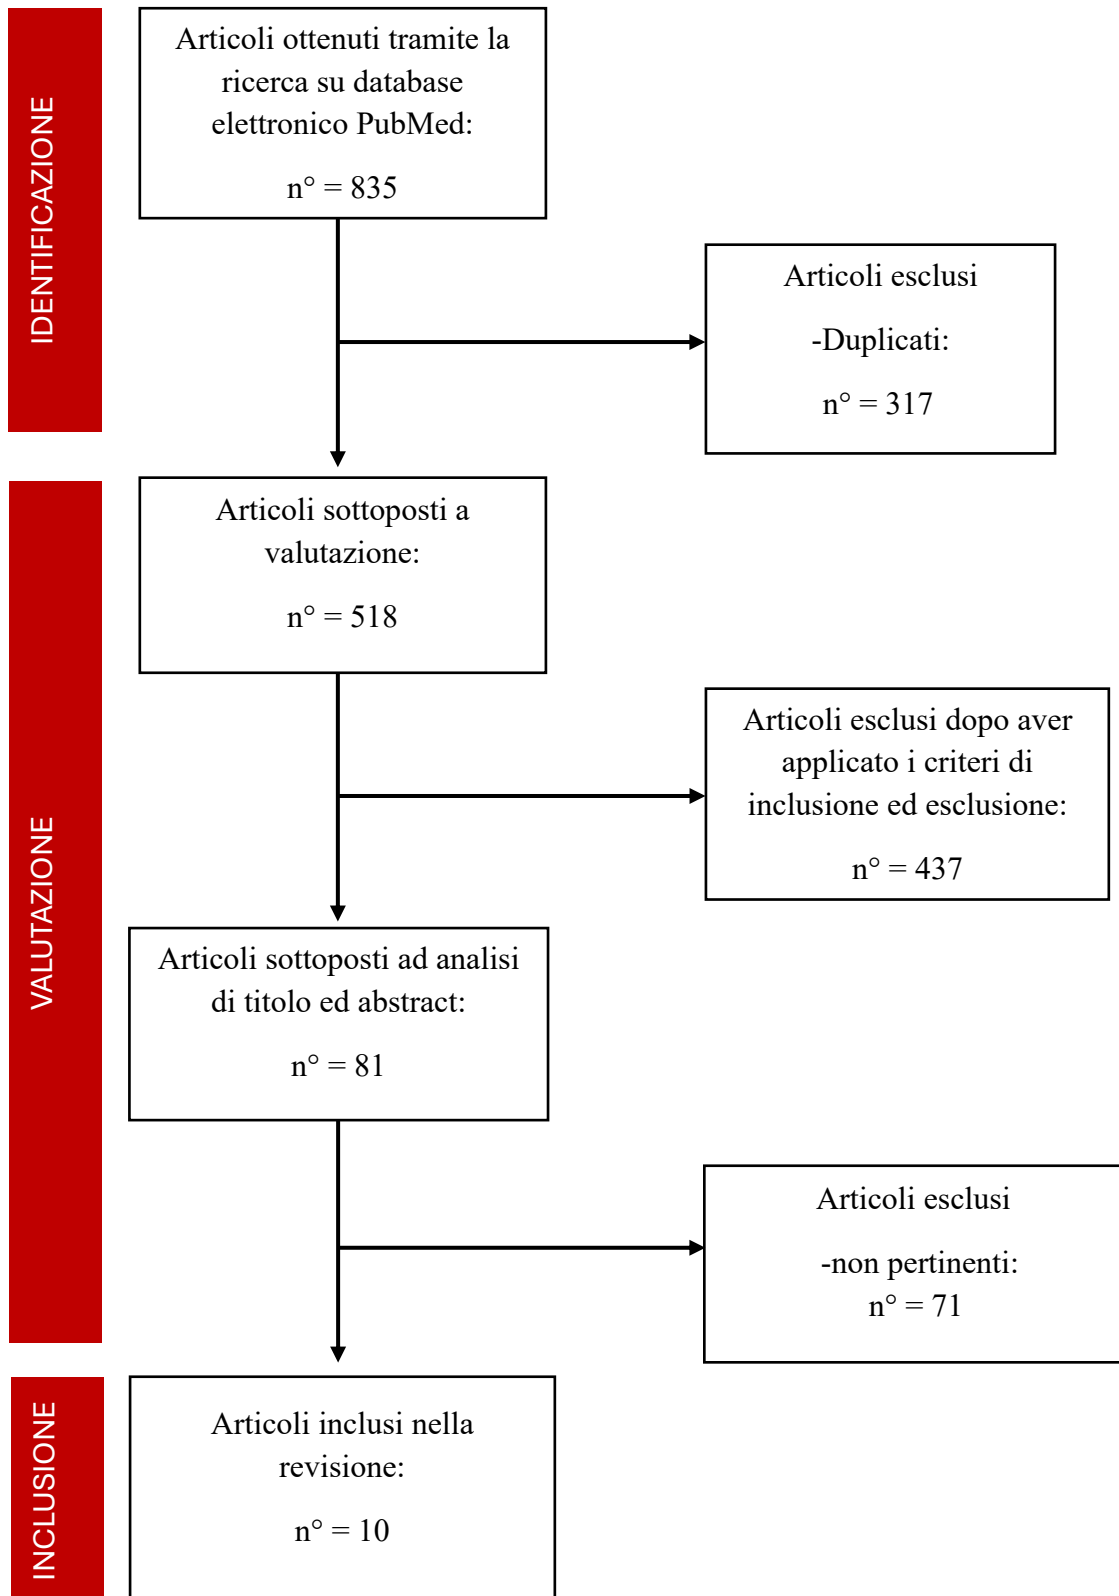 IDENTIFICAZIONE
Articoli ottenuti tramite la
ricerca su database
elettronico PubMed:
n° = 835
Articoli esclusi
-Duplicati:
n° = 317
VALUTAZIONE
Articoli sottoposti a
valutazione:
n° = 518
Articoli esclusi dopo aver
applicato i criteri di
inclusione ed esclusione:
n° = 437
Articoli sottoposti ad analisi
di titolo ed abstract:
n° = 81
Articoli esclusi
-non pertinenti:
n° = 71
INCLUSIONE
Articoli inclusi nella
revisione:
n° = 10